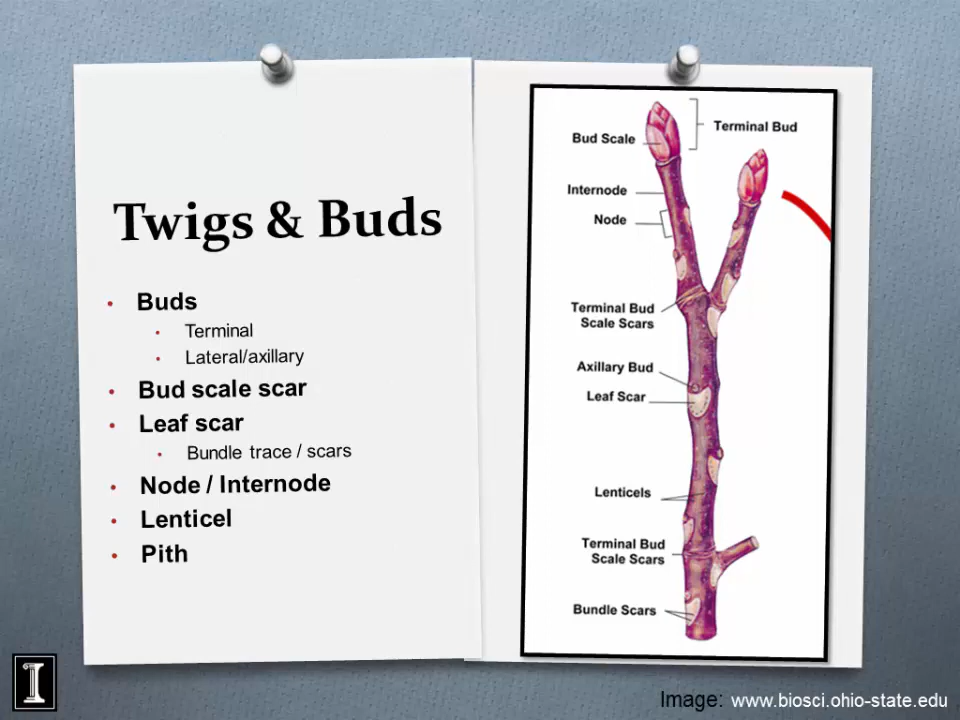 Twigs & Buds
• Buds
• Terminal
• Lateral/axillary
• Bud scale scar
• Leaf scar
• Bundle trace / scars
• Node / Internode
• Lenticel
• Pith
Terminal Bud
Bud Scale
Internode
Node
Terminal Bud
Scale Scars
Axillary Bud
Leaf Scar
Lenticels
Terminal Bud
Scale Scars
Bundle Scars
I
Image: www.biosci.ohio-state.edu